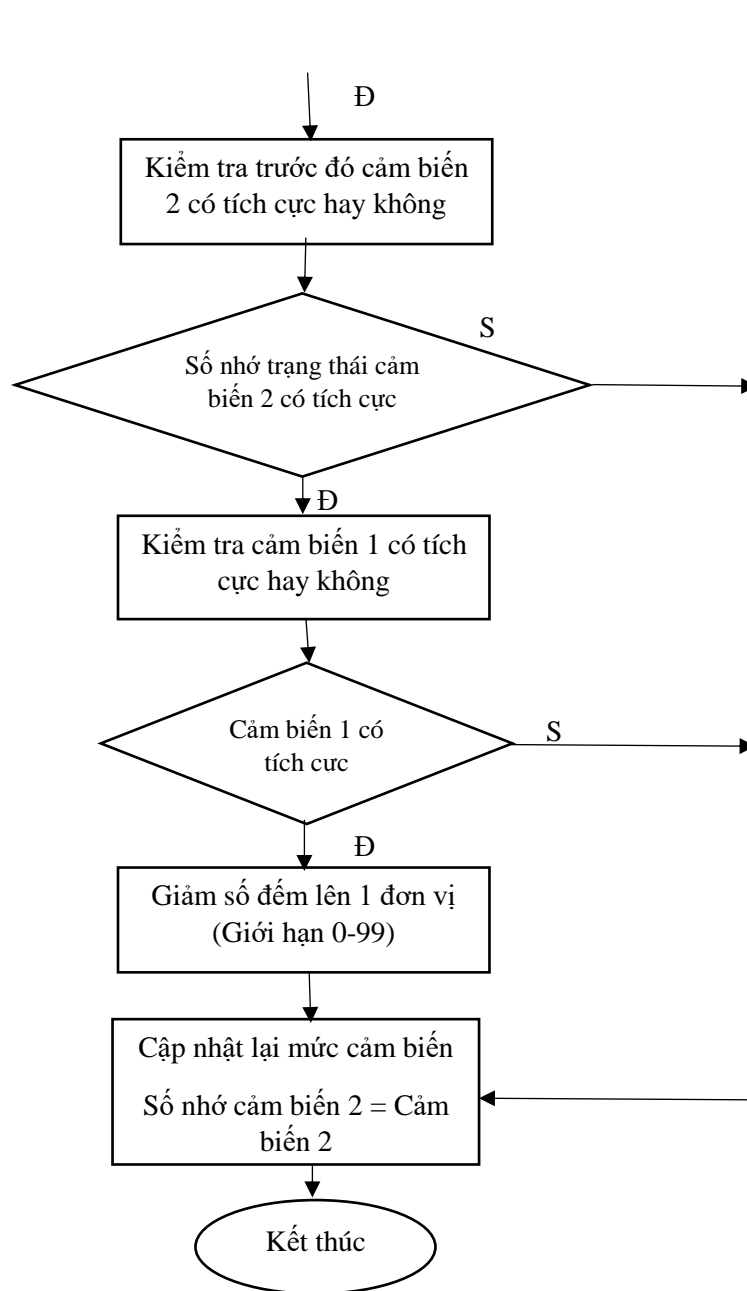 Đ
Kiểm tra trước đó cảm biến
2 có tích cực hay không
S
Số nhớ trạng thái cảm
biến 2 có tích cực
Đ
Kiểm tra cảm biến 1 có tích
cực hay không
Cảm biến 1 có
tích cưc
S
Đ
Giảm số đếm lên 1 đơn vị
(Giới hạn 0-99)
Cập nhật lại mức cảm biến
Số nhớ cảm biến 2 = Cảm
biến 2
Kết thúc